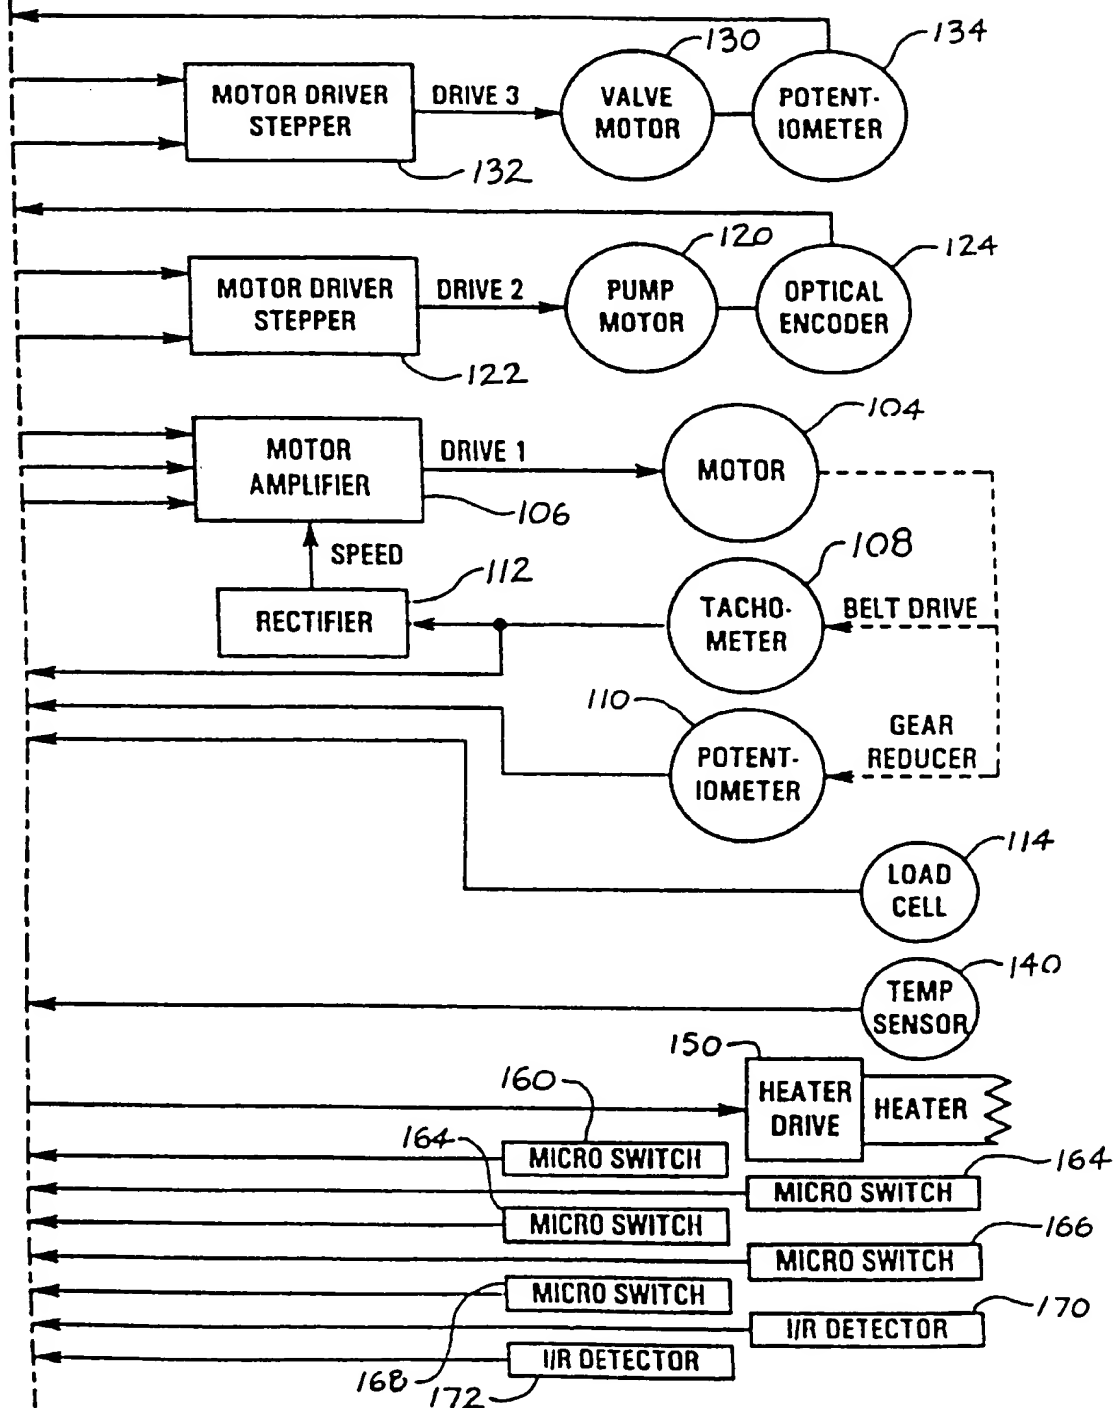 130
134
MOTOR DRIVER
STEPPER
DRIVE 3
VALVE
MOTOR
POTENT-
IOMETER
132
120
124
MOTOR DRIVER
STEPPER
DRIVE 2
PUMP
MOTOR
OPTICAL
ENCODER
122
104
MOTOR
AMPLIFIER
DRIVE 1
MOTOR
106
SPEED
108
112
RECTIFIER
TACHO-
METER
BELT DRIVE
110
POTENT-
IOMETER
GEAR
REDUCER
114
LOAD
CELL
140
TEMP
SENSOR
150
HEATER
DRIVE
HEATER
160
MICRO SWITCH
164
164
MICRO SWITCH
MICRO SWITCH
166
MICRO SWITCH
MICRO SWITCH
168
170
I/R DETECTOR
I/R DETECTOR
172